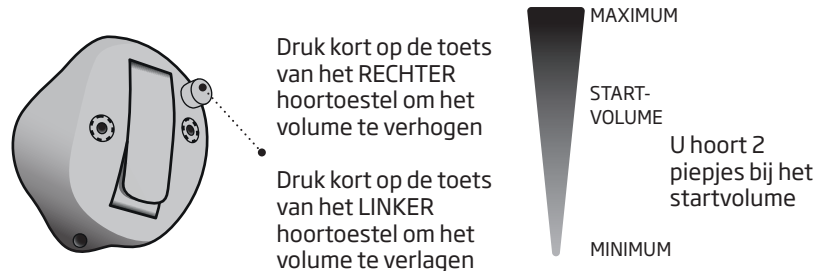 Druk kort op de toets
van het RECHTER
hoortoestel om het
volume te verhogen
Druk kort op de toets
van het LINKER
hoortoestel om het
volume te verlagen
MAXIMUM
START-
VOLUME
U hoort 2
piepjes bij het
startvolume
MINIMUM